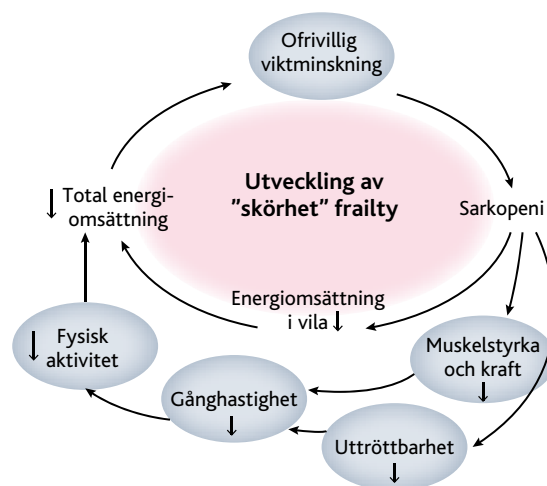 Ofrivillig
viktminskning
Utveckling av
”skörhet” frailty
↓ Total energi-
omsättning
Sarkopeni
Energiomsättning
i vila ↓
↓ Fysisk
aktivitet
Muskelstyrka
och kraft
↓
Gånghastighet
↓
Uttröttbarhet
↓